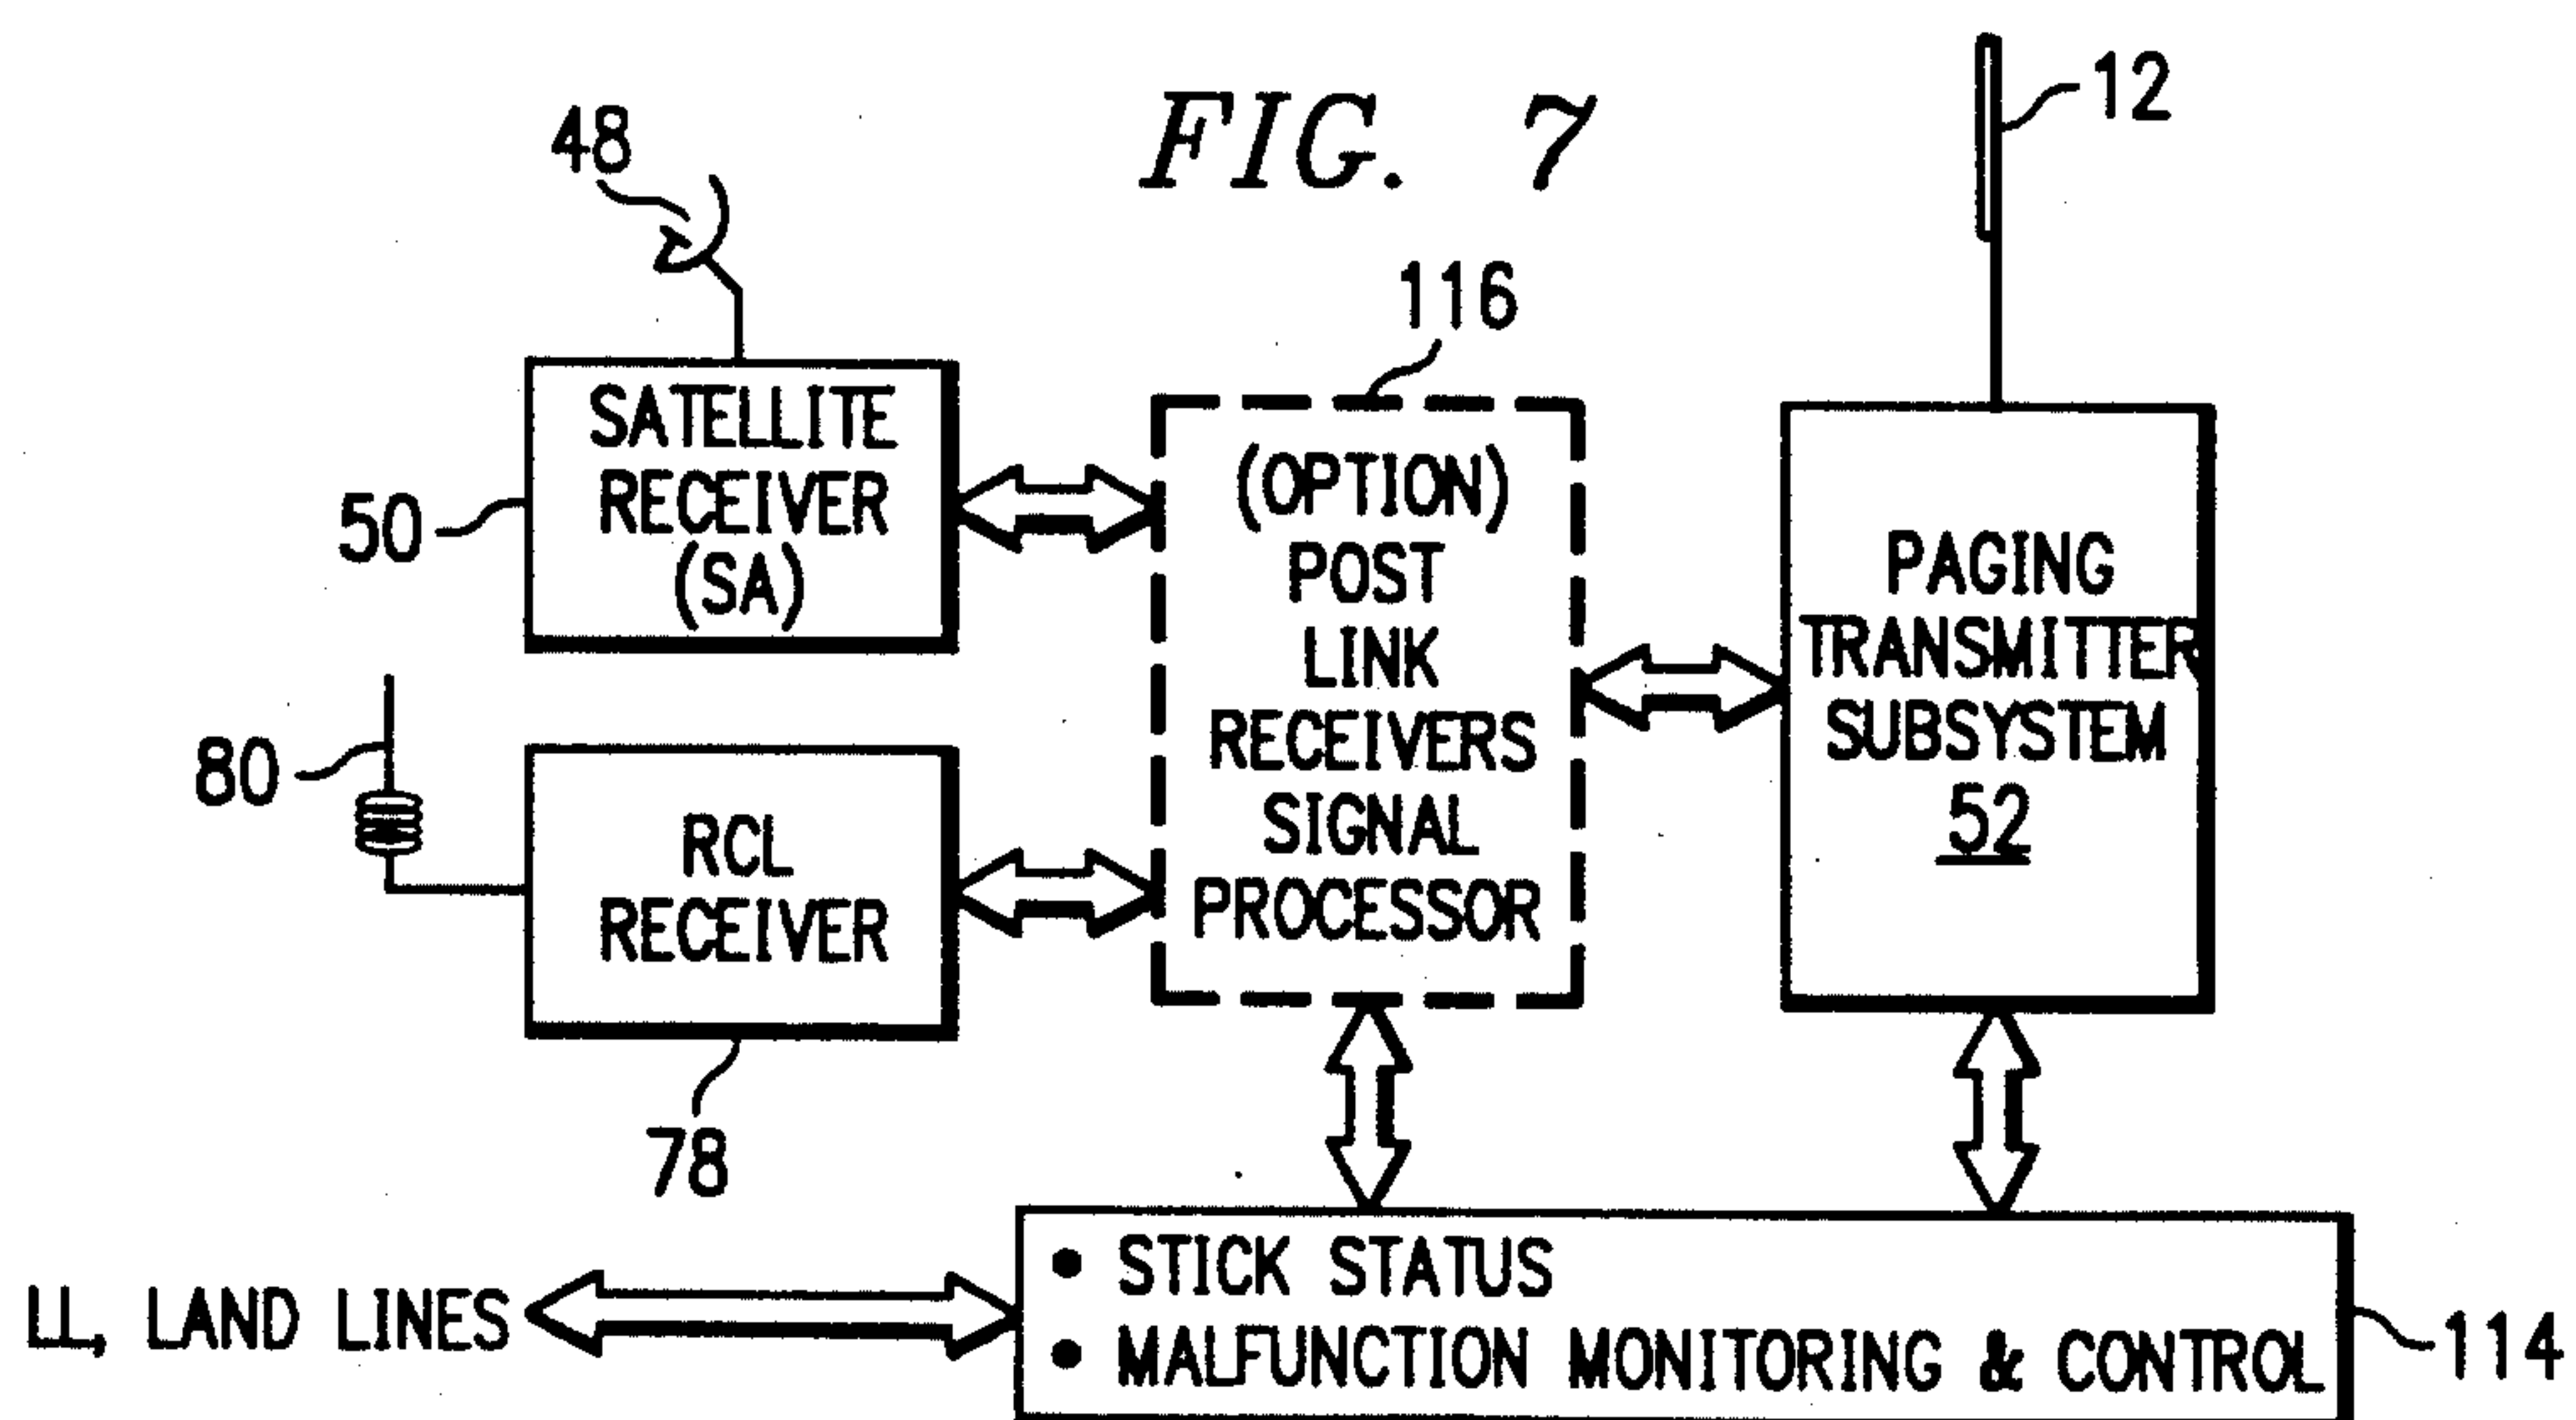 FIG. 7
48
12
116
SATELLITE
RECEIVER
(SA)
50
(OPTION)
POST
LINK
RECEIVERS
SIGNAL
PROCESSOR
PAGING
TRANSMITTER
SUBSYSTEM
52
80
RCL
RECEIVER
78
LL, LAND LINES
• STICK STATUS
• MALFUNCTION MONITORING & CONTROL
114